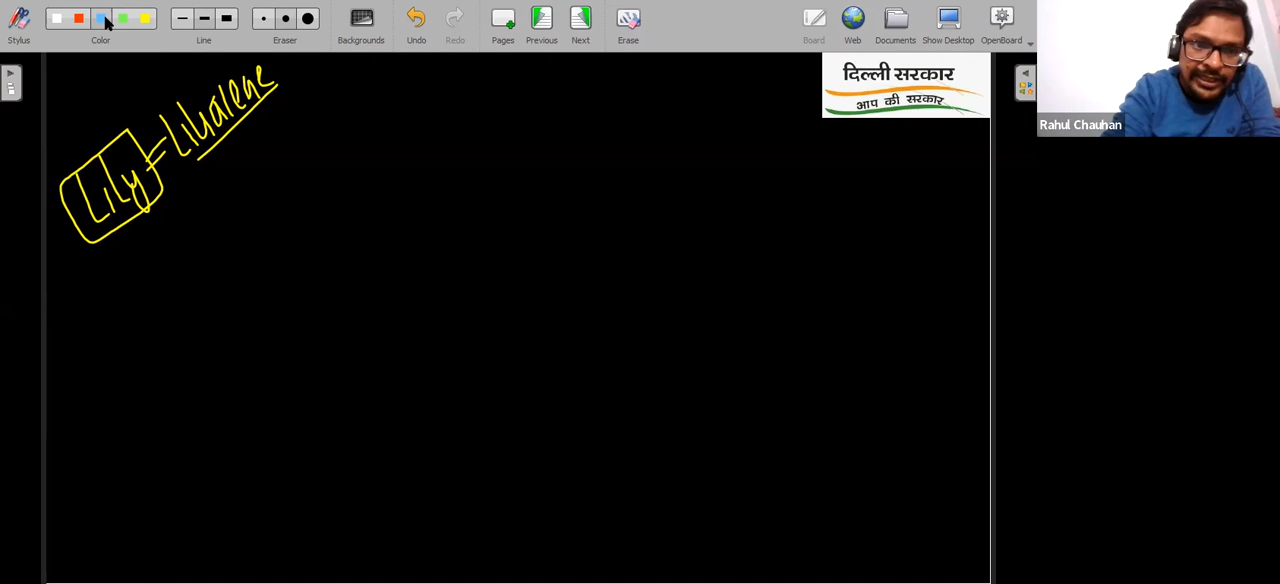 Stylus
Color
Line
Eraser
Backgrounds
Undo
Redo
Pages
Previous
Next
Erase
Board
Web
Documents
Show Desktop
OpenBoard
दिल्ली सरकार
आप की सरकार
Rahul Chauhan
Lily =